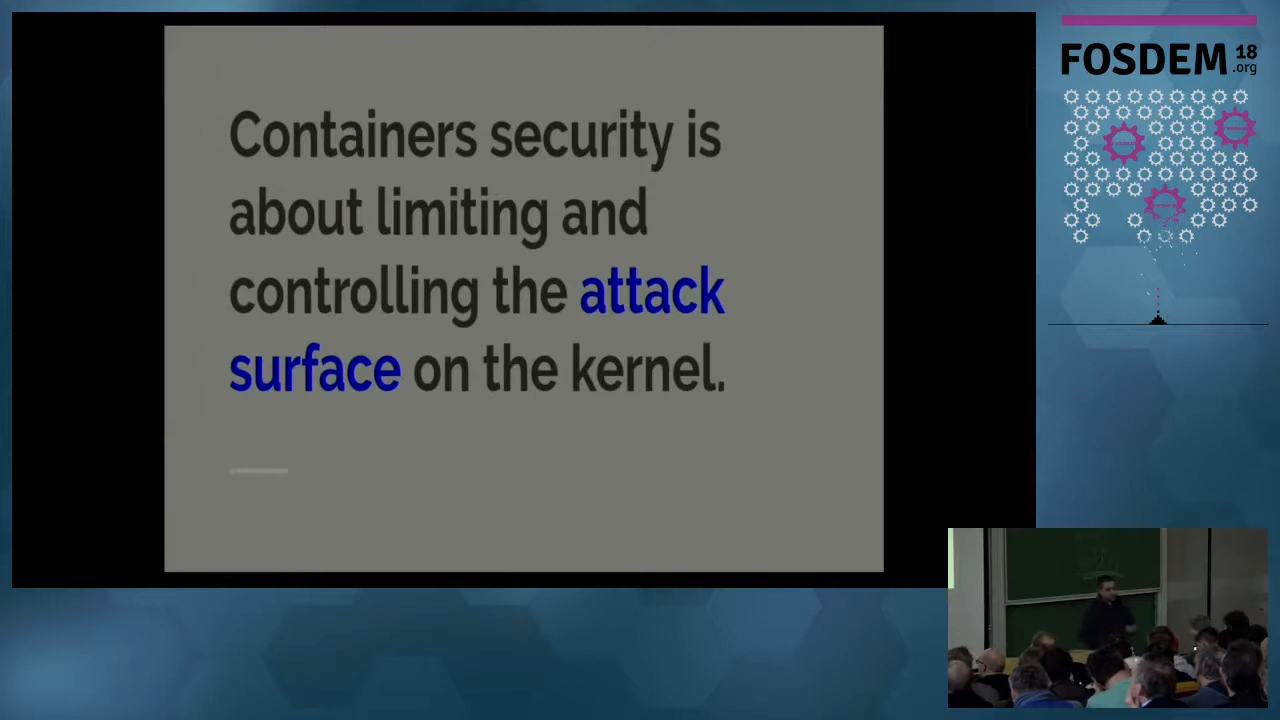 Containers security is
about limiting and
controlling the attack
surface on the kernel.
FOSDEM 18
.org